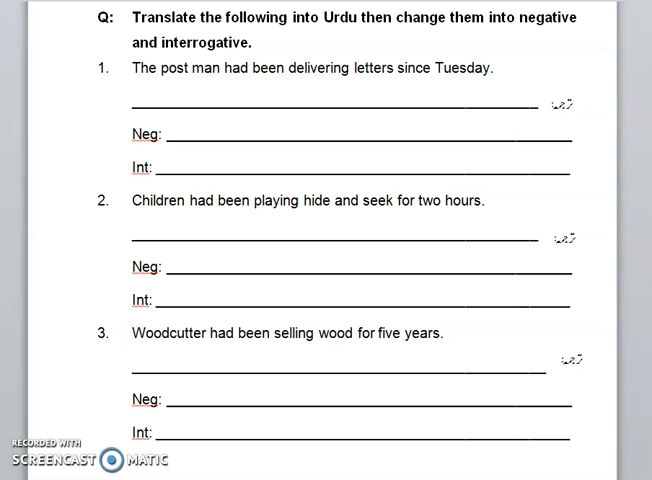 Q: Translate the following into Urdu then change them into negative
and interrogative.
1. The post man had been delivering letters since Tuesday.
ترجمہ:
Neg:
Int:
2. Children had been playing hide and seek for two hours.
ترجمہ:
Neg:
Int:
3. Woodcutter had been selling wood for five years.
ترجمہ:
Neg:
Int:
RECORDED WITH
SCREENCAST MATIC